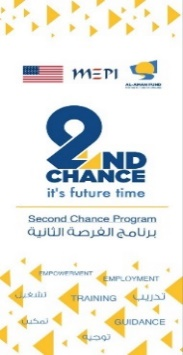 MEPI
AL-AMAN FUND
2ND
CHANCE
it's future time
Second Chance Program
برنامج الفرصة الثانية
EMPOWERMENT
EMPLOYMENT
تشغيل
TRAINING
تدريب
تمكين
GUIDANCE
توجيه